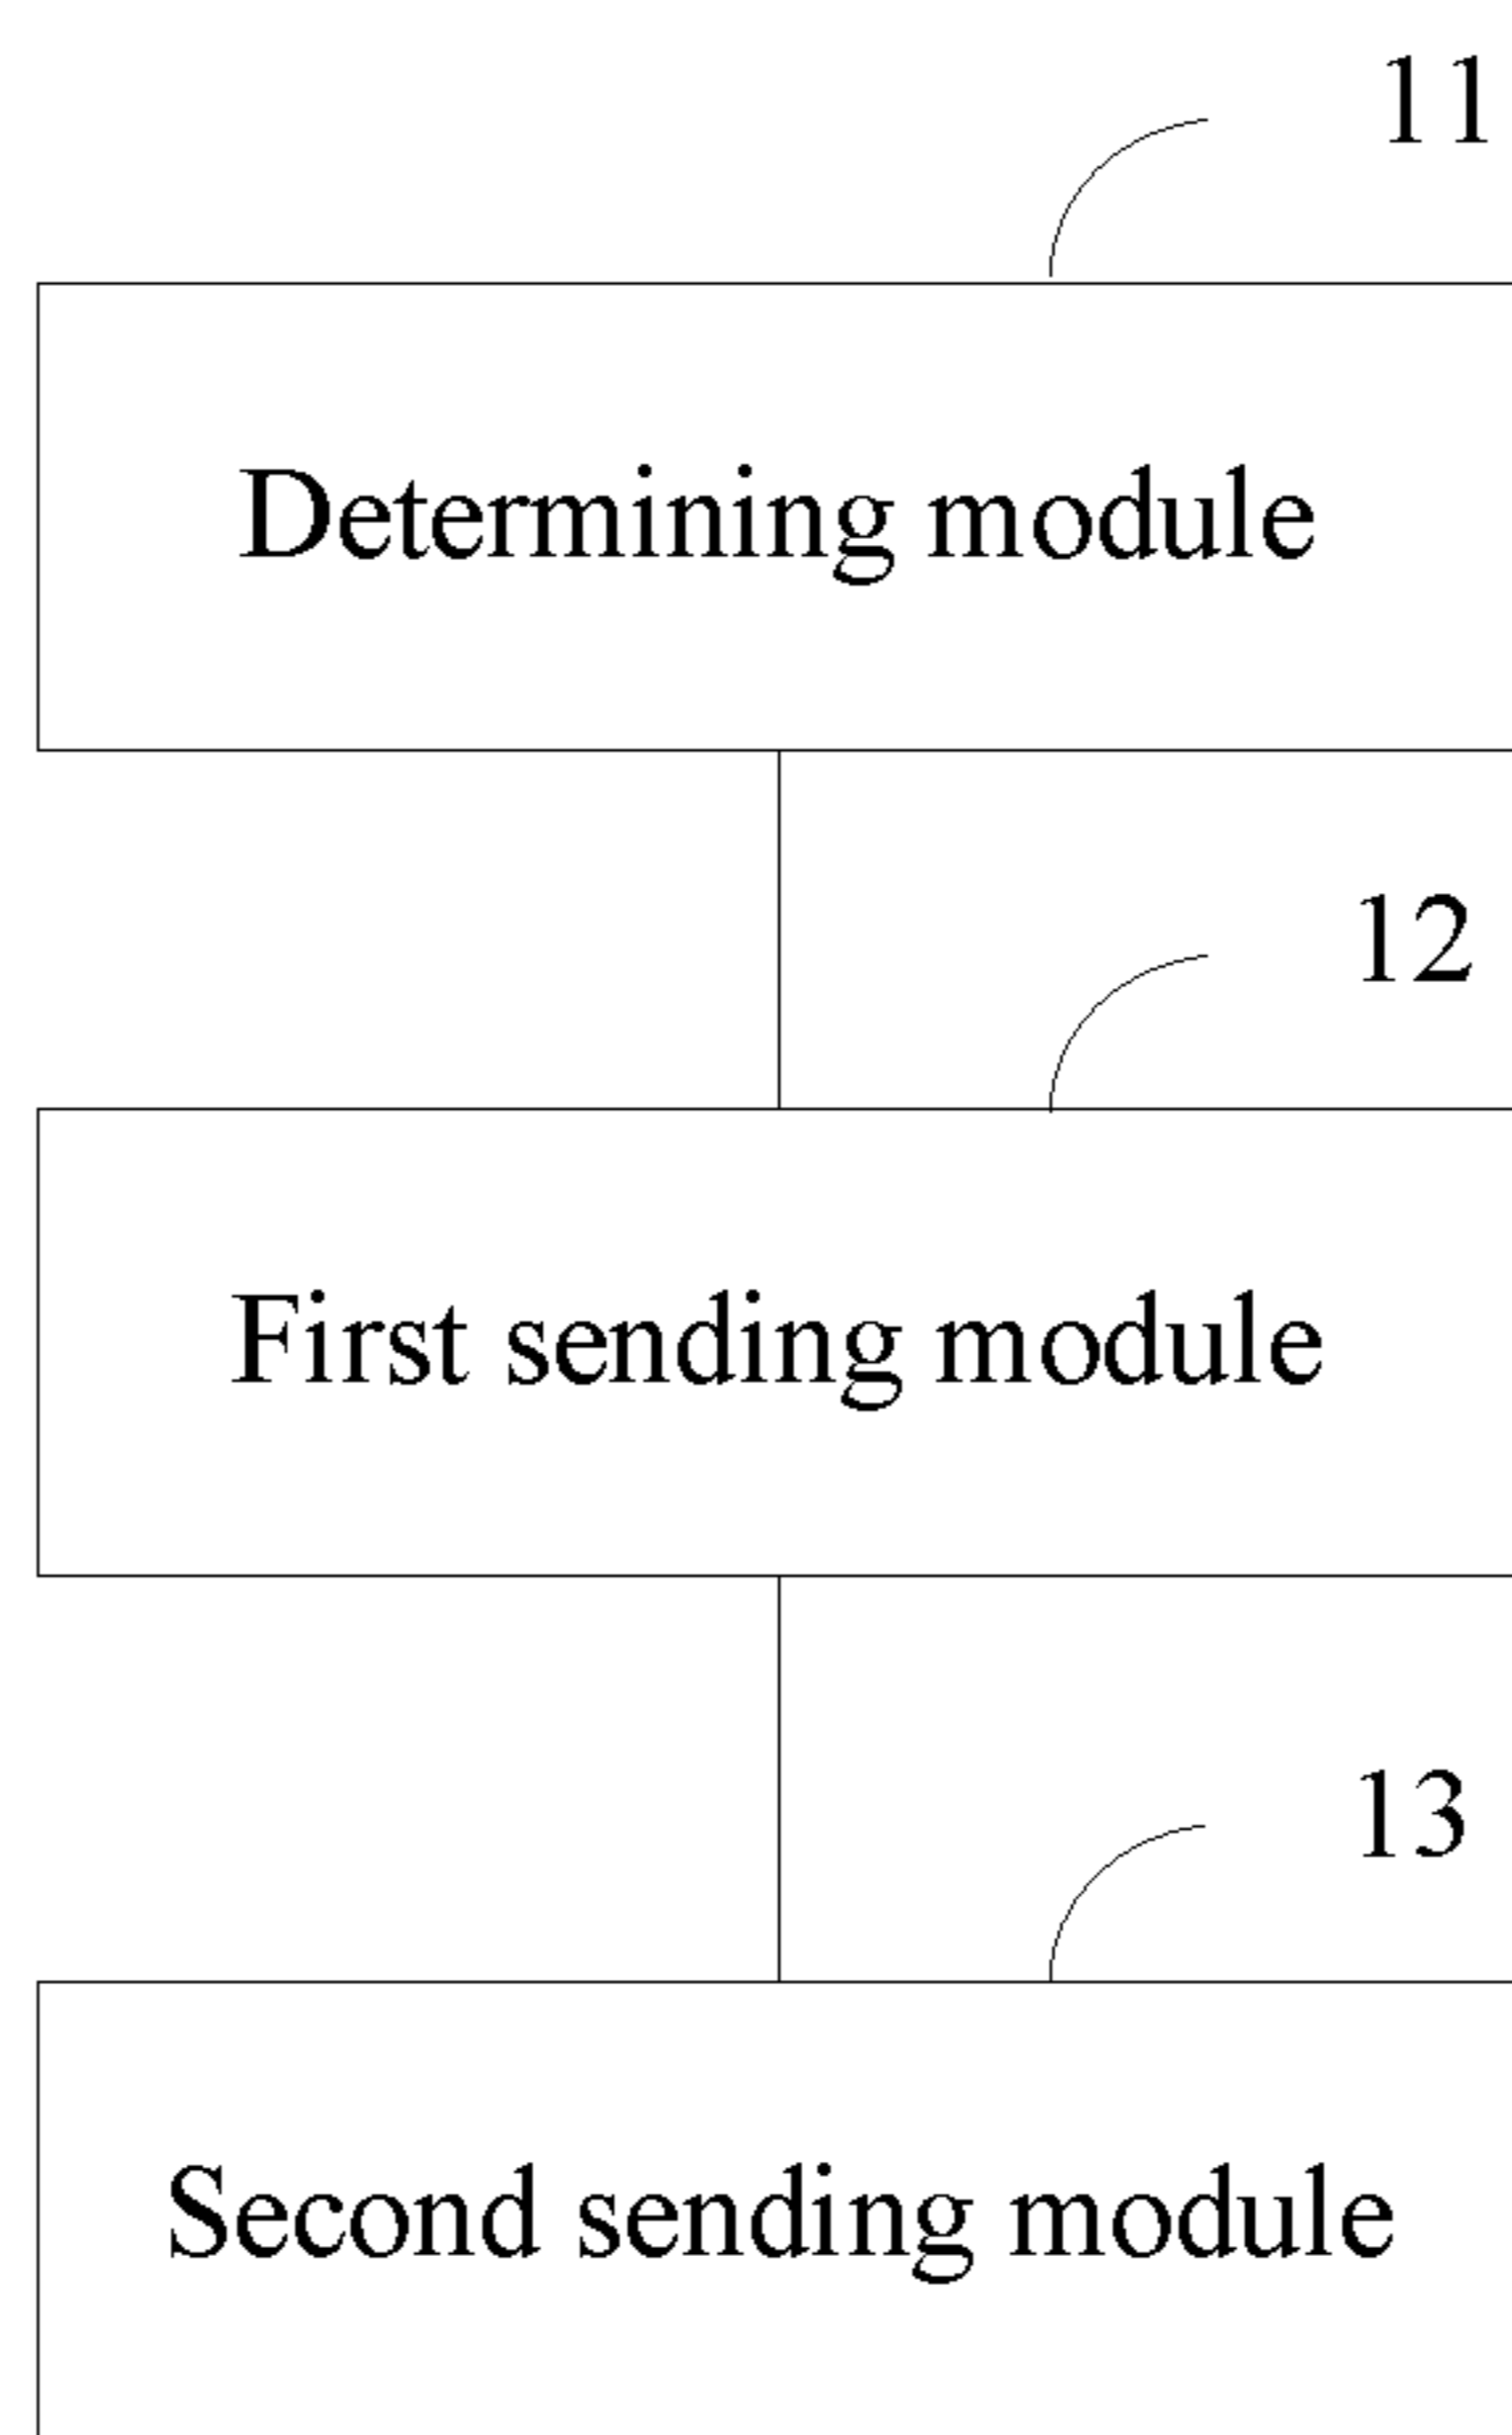 11
Determining module
12
First sending module
13
Second sending module